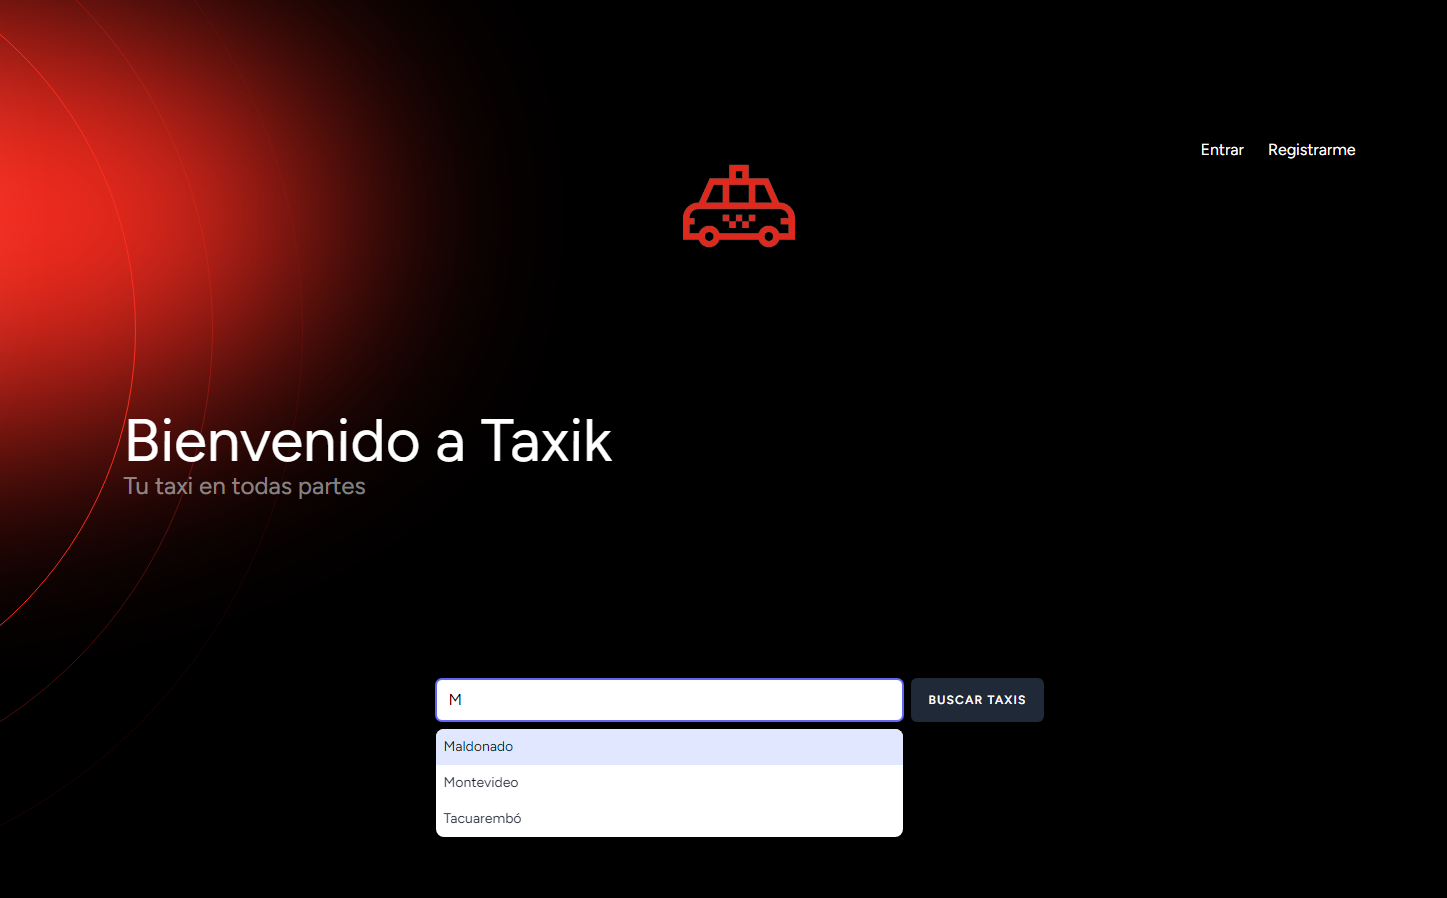 Entrar Registrarme
Bienvenido a Taxik
Tu taxi en todas partes
M BUSCAR TAXIS
Maldonado
Montevideo
Tacuarembó